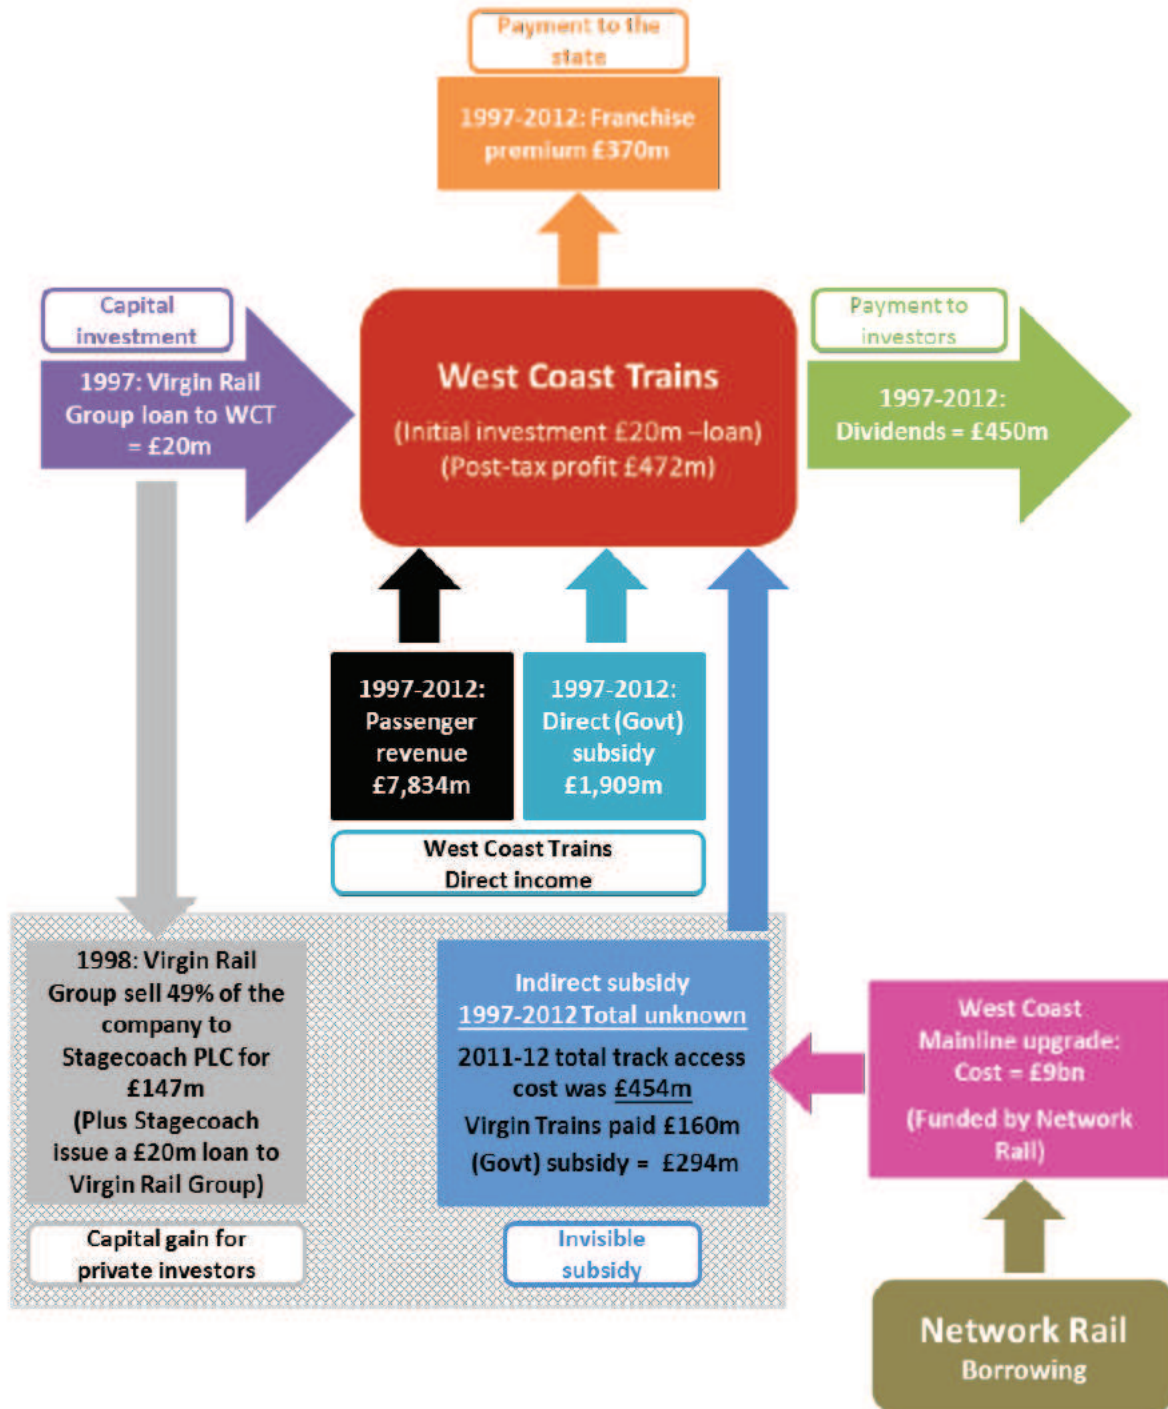 Payment to the
state
1997-2012: Franchise
premium £370m
Capital
investment
1997: Virgin Rail
Group loan to WCT
= £20m
West Coast Trains
(Initial investment £20m –loan)
(Post-tax profit £472m)
Payment to
investors
1997-2012:
Dividends = £450m
1997-2012:
Passenger
revenue
£7,834m
1997-2012:
Direct (Govt)
subsidy
£1,909m
West Coast Trains
Direct income
1998: Virgin Rail
Group sell 49% of the
company to
Stagecoach PLC for
£147m
(Plus Stagecoach
issue a £20m loan to
Virgin Rail Group)
Capital gain for
private investors
Indirect subsidy
1997-2012 Total unknown
2011-12 total track access
cost was £454m
Virgin Trains paid £160m
(Govt) subsidy = £294m
Invisible
subsidy
West Coast
Mainline upgrade:
Cost = £9bn
(Funded by Network
Rail)
Network Rail
Borrowing